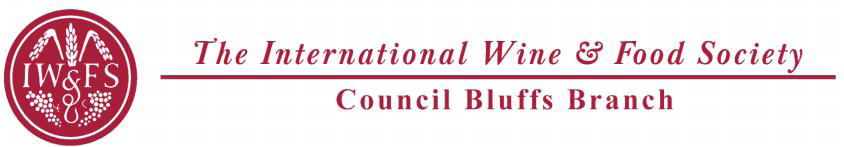 IW&FS
The International Wine & Food Society
Council Bluffs Branch